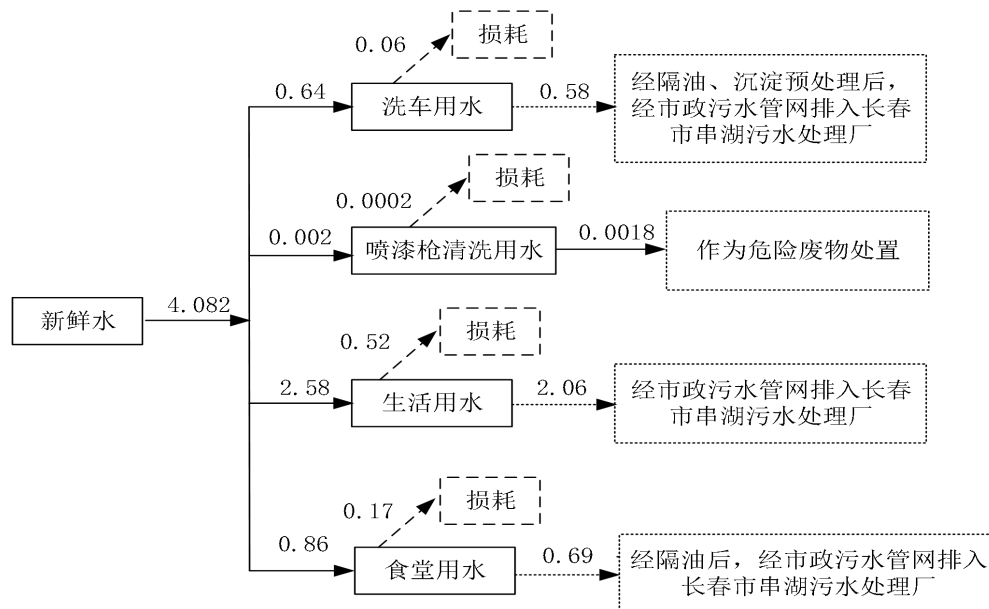 损耗
0.06
0.64
洗车用水
0.58
经隔油、沉淀预处理后，
经市政污水管网排入长春
市串湖污水处理厂
损耗
0.0002
0.002
喷漆枪清洗用水
0.0018
作为危险废物处置
新鲜水
4.082
损耗
0.52
2.58
生活用水
2.06
经市政污水管网排入长春
市串湖污水处理厂
损耗
0.17
0.86
食堂用水
0.69
经隔油后，经市政污水管网排入
长春市串湖污水处理厂